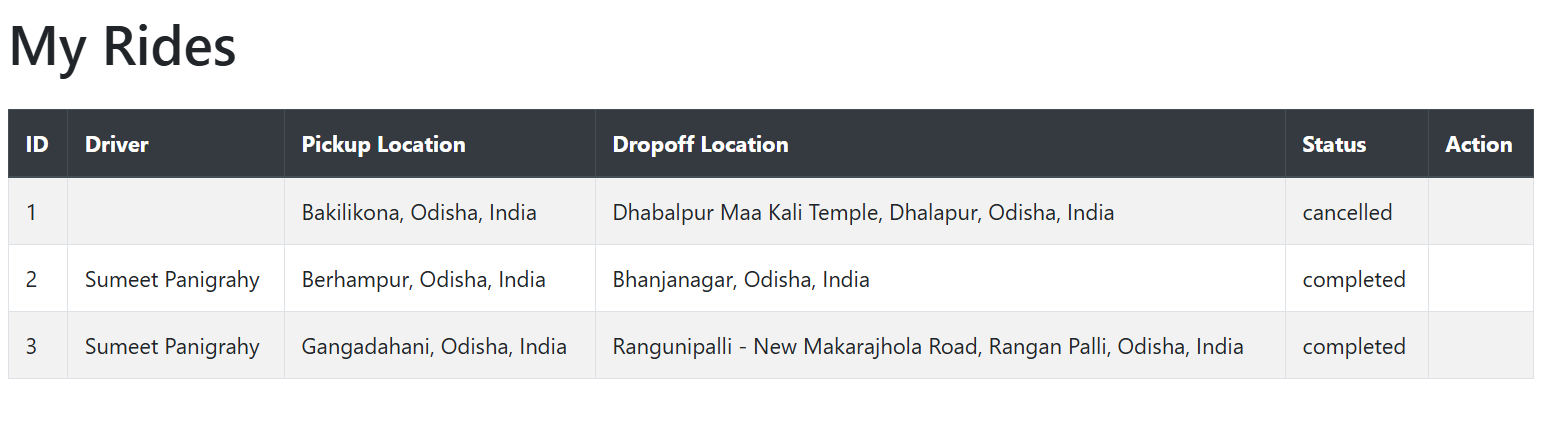 My Rides
ID Driver Pickup Location Dropoff Location Status Action
1 Bakilikona, Odisha, India Dhabalpur Maa Kali Temple, Dhalapur, Odisha, India cancelled
2 Sumeet Panigrahy Berhampur, Odisha, India Bhanjanagar, Odisha, India completed
3 Sumeet Panigrahy Gangadahani, Odisha, India Rangunipalli - New Makarajhola Road, Rangan Palli, Odisha, India completed